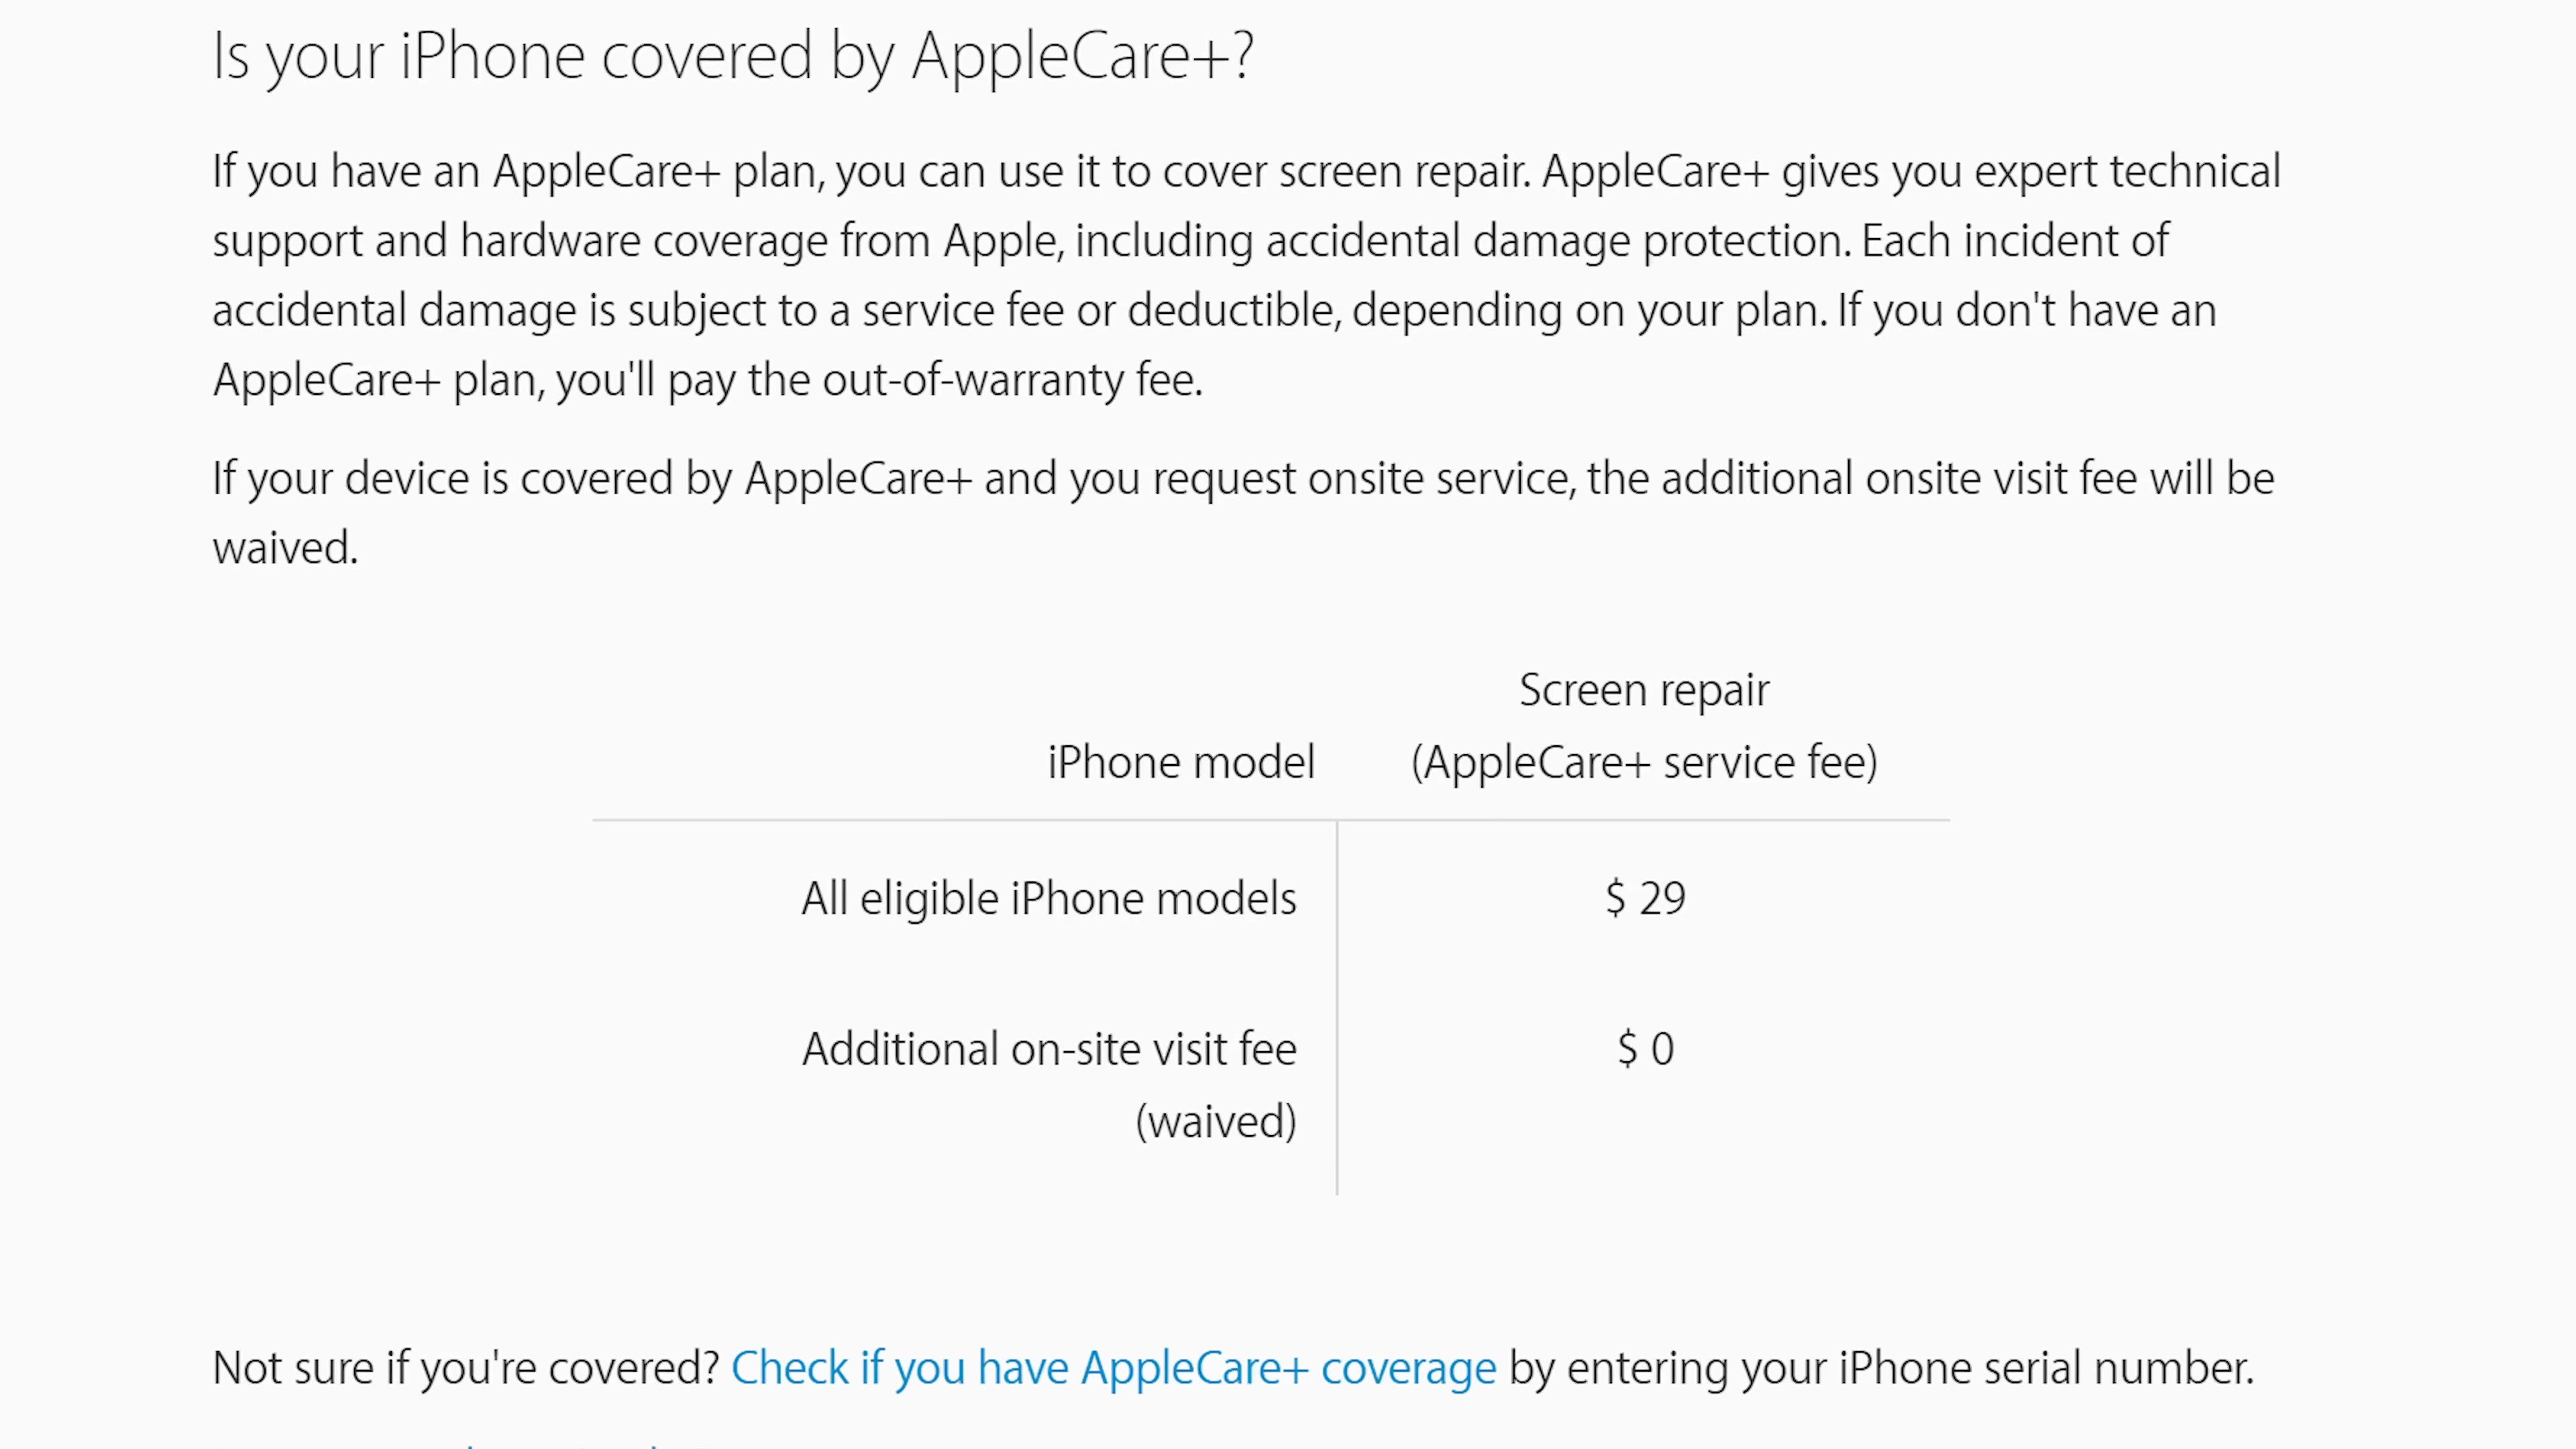 Is your iPhone covered by AppleCare+?
If you have an AppleCare+ plan, you can use it to cover screen repair. AppleCare+ gives you expert technical
support and hardware coverage from Apple, including accidental damage protection. Each incident of
accidental damage is subject to a service fee or deductible, depending on your plan. If you don't have an
AppleCare+ plan, you'll pay the out-of-warranty fee.
If your device is covered by AppleCare+ and you request onsite service, the additional onsite visit fee will be
waived.
Screen repair
iPhone model (AppleCare+ service fee)
All eligible iPhone models $ 29
Additional on-site visit fee $ 0
(waived)
Not sure if you're covered? Check if you have AppleCare+ coverage by entering your iPhone serial number.